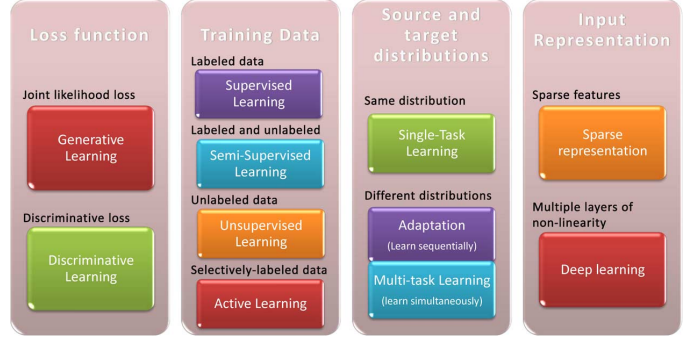 Loss function
Joint likelihood loss
Generative
Learning
Discriminative loss
Discriminative
Learning
Training Data
Labeled data
Supervised
Learning
Labeled and unlabeled
Semi-Supervised
Learning
Unlabeled data
Unsupervised
Learning
Selectively-labeled data
Active Learning
Source and
target
distributions
Same distribution
Single-Task
Learning
Different distributions
Adaptation
(Learn sequentially)
Multi-task Learning
(learn simultaneously)
Input
Representation
Sparse features
Sparse
representation
Multiple layers of
non-linearity
Deep learning